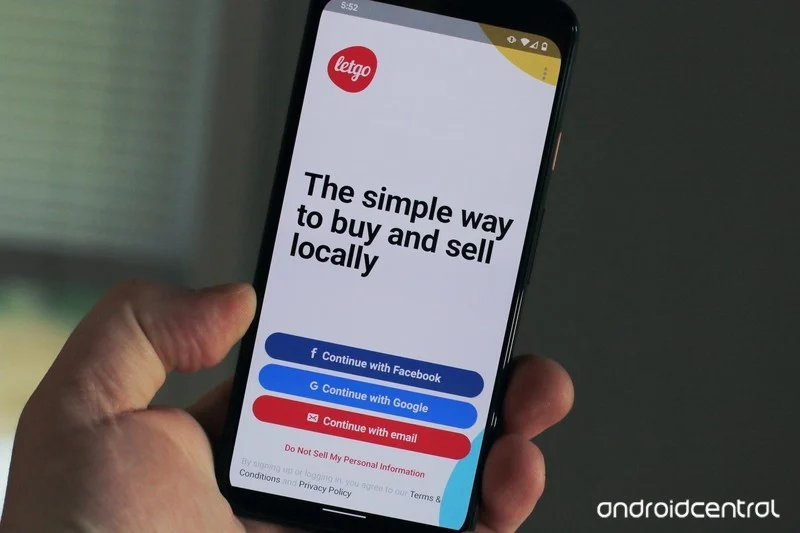 5:52
letgo
The simple way
to buy and sell
locally
f Continue with Facebook
G Continue with Google
Continue with email
Do Not Sell My Personal Information
By signing up or logging in, you agree to our Terms &
Conditions and Privacy Policy
androidcentral